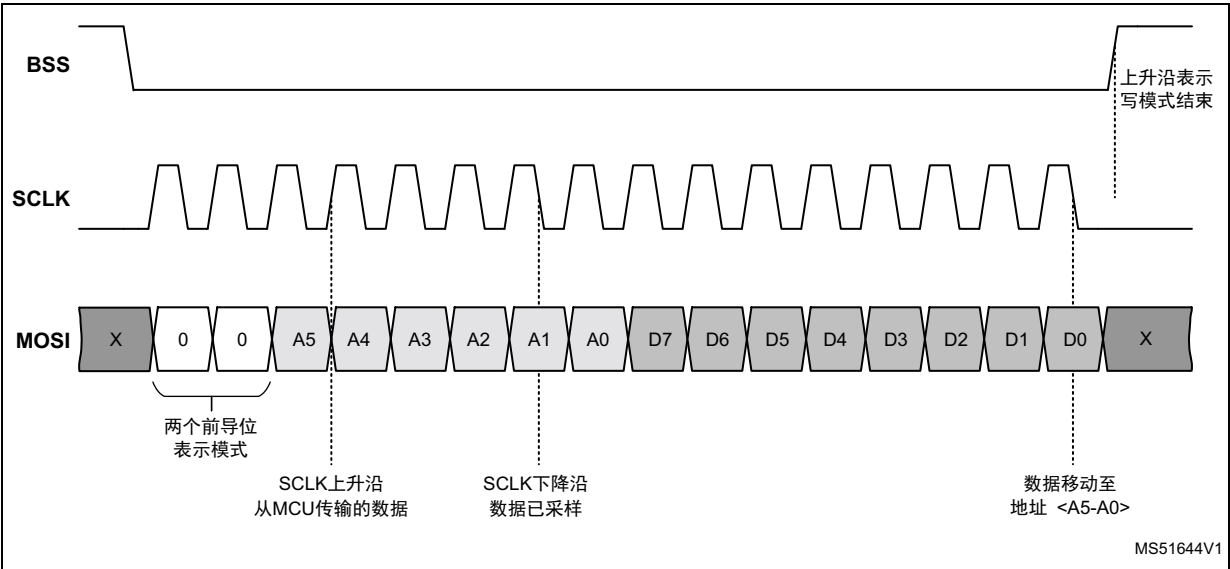 BSS
上升沿表示
写模式结束
SCLK
MOSI X 0 0 A5 A4 A3 A2 A1 A0 D7 D6 D5 D4 D3 D2 D1 D0 X
两个前导位
表示模式
SCLK上升沿
从MCU传输的数据
SCLK下降沿
数据已采样
数据移动至
地址 <A5-A0>
MS51644V1